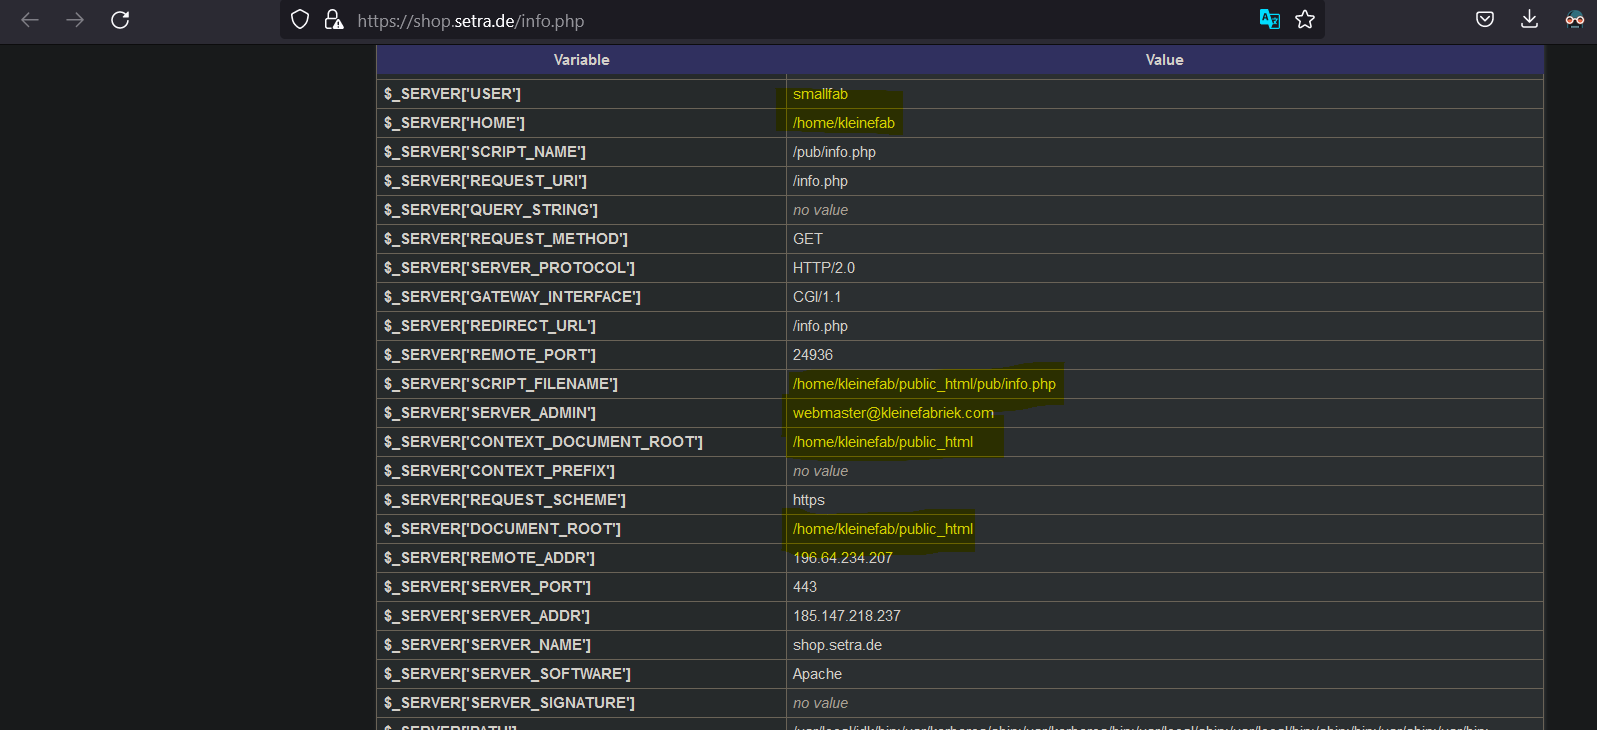 https://shop.setra.de/info.php
Variable Value
$_SERVER['USER'] smallfab
$_SERVER['HOME'] /home/kleinefab
$_SERVER['SCRIPT_NAME'] /pub/info.php
$_SERVER['REQUEST_URI'] /info.php
$_SERVER['QUERY_STRING'] no value
$_SERVER['REQUEST_METHOD'] GET
$_SERVER['SERVER_PROTOCOL'] HTTP/2.0
$_SERVER['GATEWAY_INTERFACE'] CGI/1.1
$_SERVER['REDIRECT_URL'] /info.php
$_SERVER['REMOTE_PORT'] 24936
$_SERVER['SCRIPT_FILENAME'] /home/kleinefab/public_html/pub/info.php
$_SERVER['SERVER_ADMIN'] webmaster@kleinefabriek.com
$_SERVER['CONTEXT_DOCUMENT_ROOT'] /home/kleinefab/public_html
$_SERVER['CONTEXT_PREFIX'] no value
$_SERVER['REQUEST_SCHEME'] https
$_SERVER['DOCUMENT_ROOT'] /home/kleinefab/public_html
$_SERVER['REMOTE_ADDR'] 196.64.234.207
$_SERVER['SERVER_PORT'] 443
$_SERVER['SERVER_ADDR'] 185.147.218.237
$_SERVER['SERVER_NAME'] shop.setra.de
$_SERVER['SERVER_SOFTWARE'] Apache
$_SERVER['SERVER_SIGNATURE'] no value